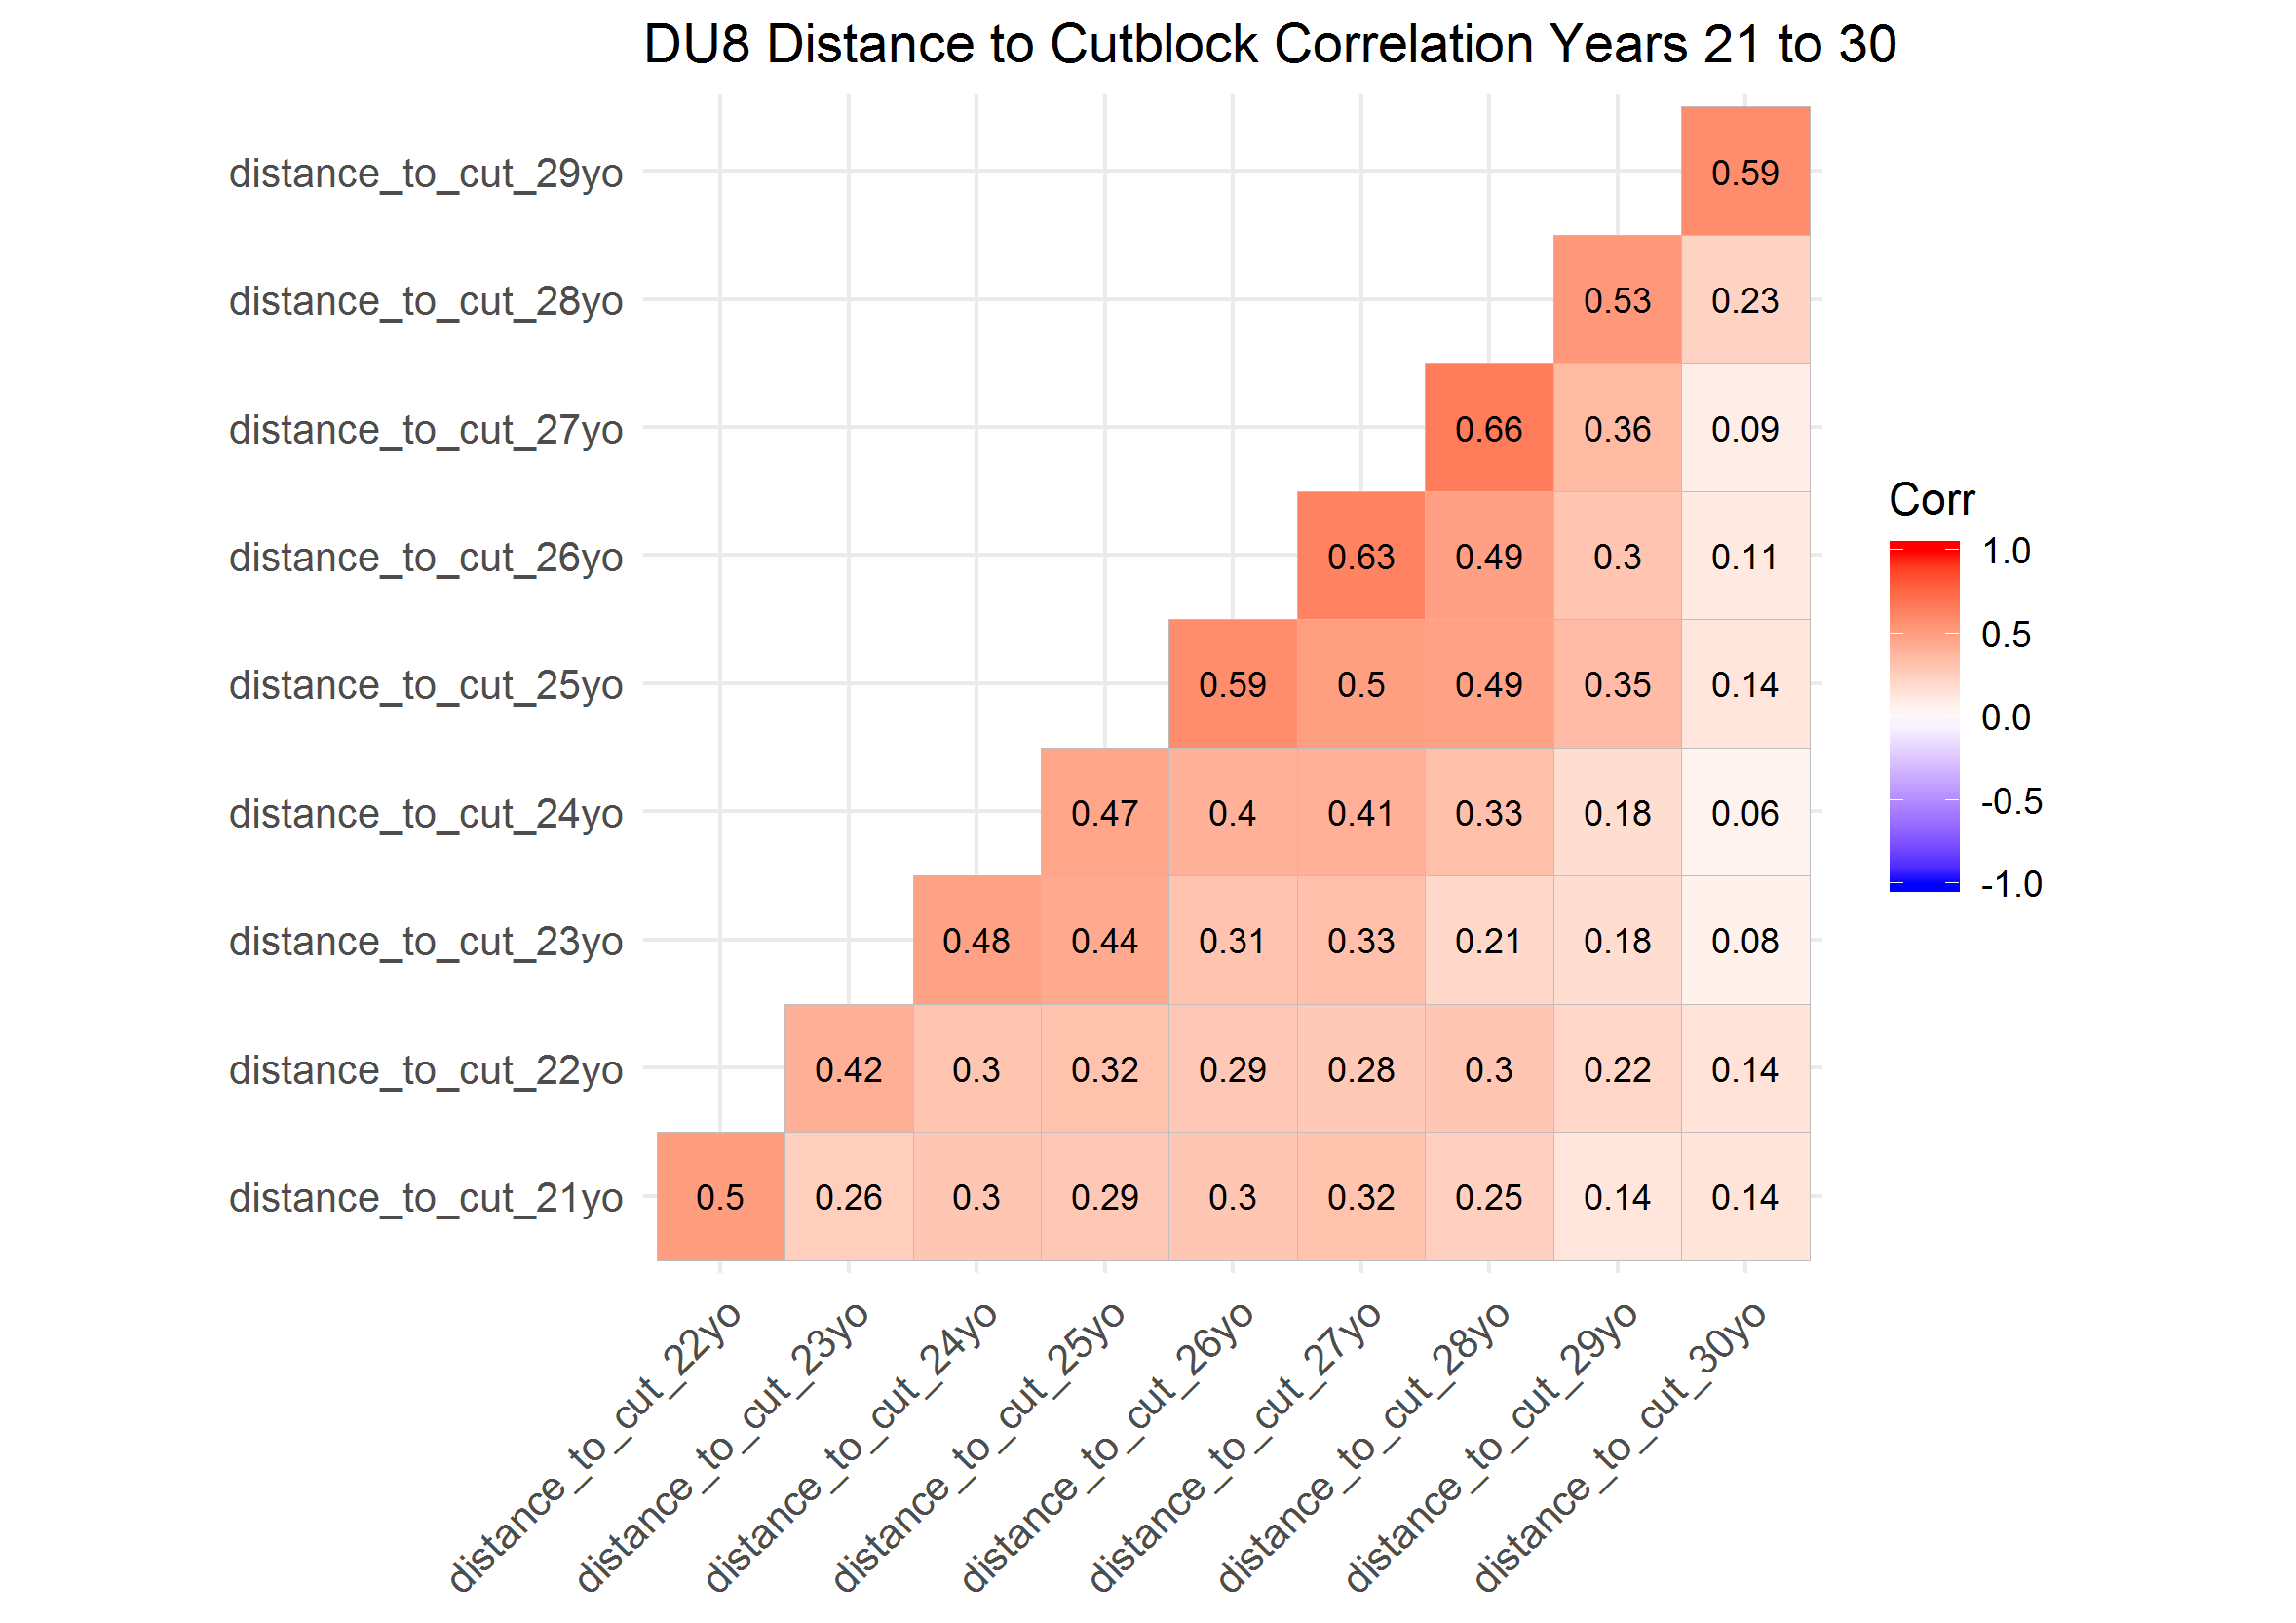 DU8 Distance to Cutblock Correlation Years 21 to 30
distance_to_cut_29yo 0.59
distance_to_cut_28yo 0.53 0.23
distance_to_cut_27yo 0.66 0.36 0.09
distance_to_cut_26yo 0.63 0.49 0.3 0.11
distance_to_cut_25yo 0.59 0.5 0.49 0.35 0.14
distance_to_cut_24yo 0.47 0.4 0.41 0.33 0.18 0.06
distance_to_cut_23yo 0.48 0.44 0.31 0.33 0.21 0.18 0.08
distance_to_cut_22yo 0.42 0.3 0.32 0.29 0.28 0.3 0.22 0.14
distance_to_cut_21yo 0.5 0.26 0.3 0.29 0.3 0.32 0.25 0.14 0.14
distance_to_cut_22yo
distance_to_cut_23yo
distance_to_cut_24yo
distance_to_cut_25yo
distance_to_cut_26yo
distance_to_cut_27yo
distance_to_cut_28yo
distance_to_cut_29yo
distance_to_cut_30yo
Corr
1.0
0.5
0.0
-0.5
-1.0